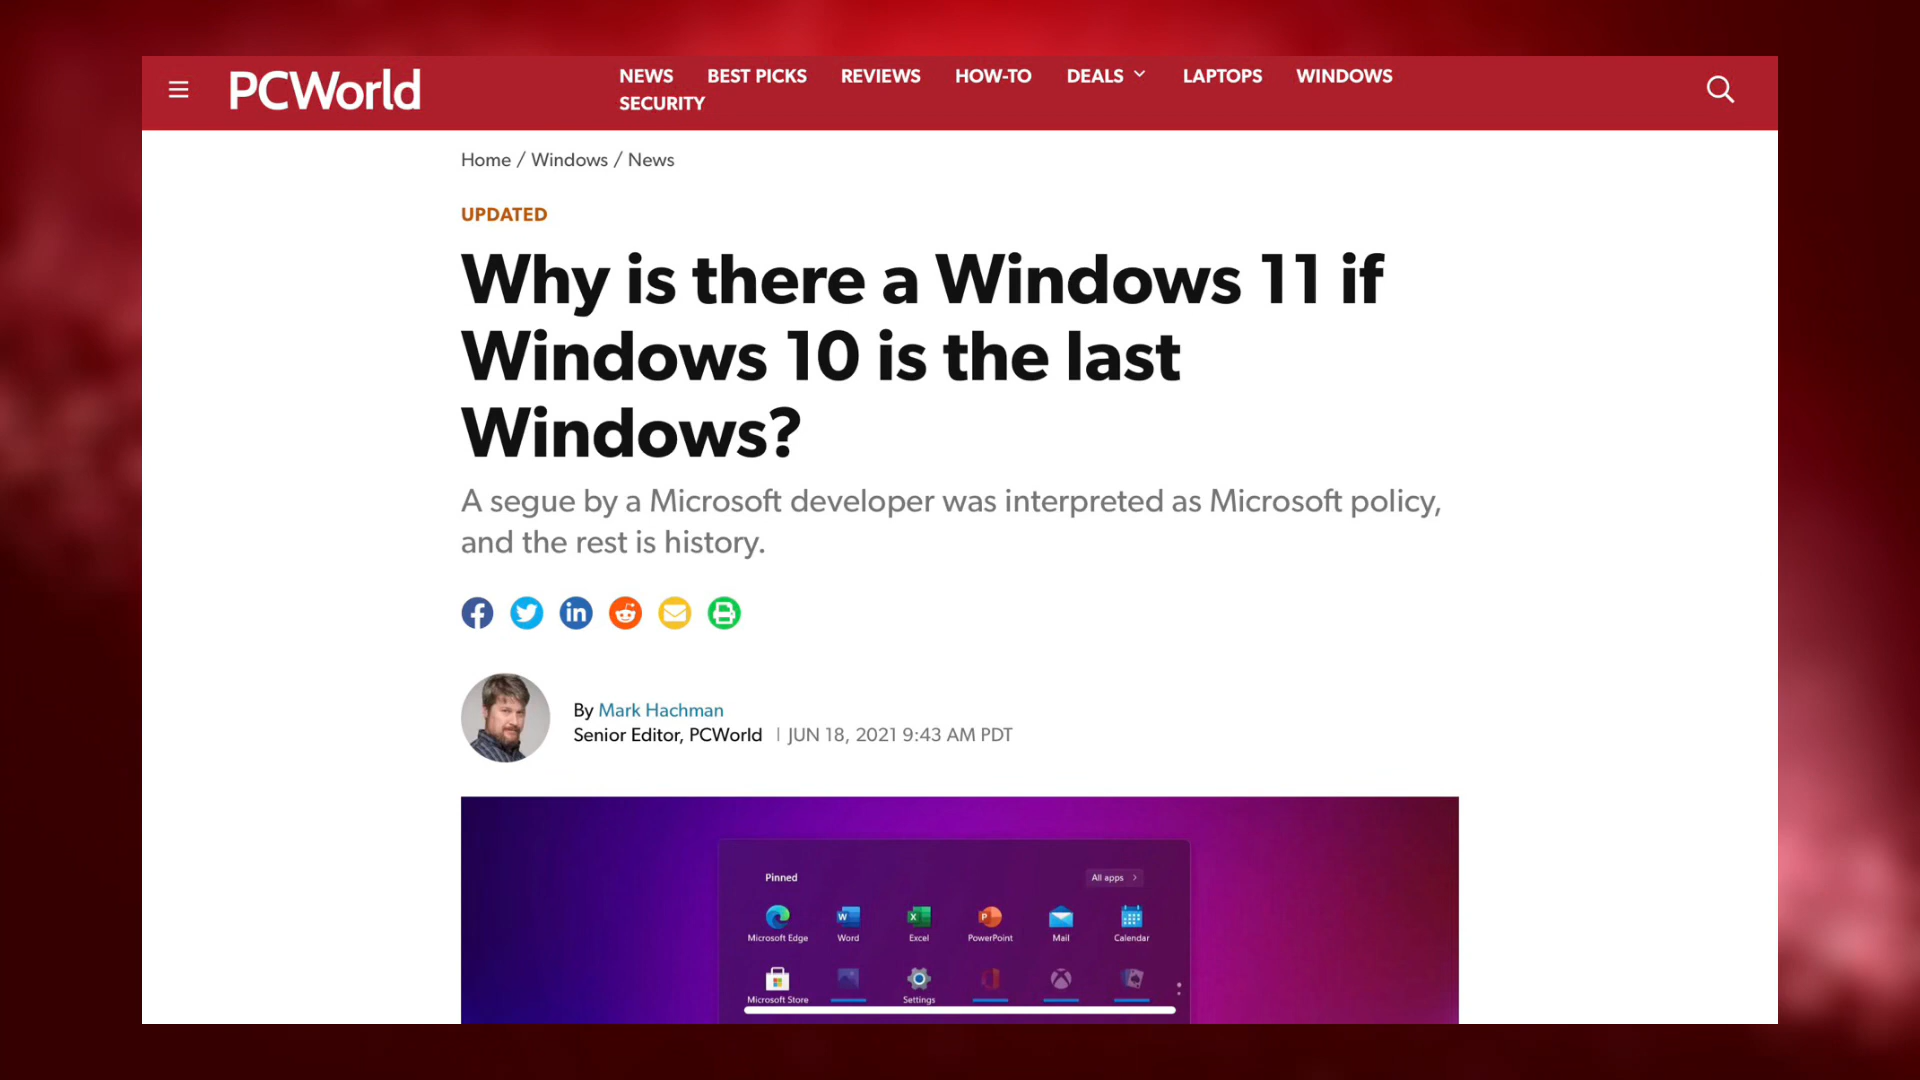 PCWorld
NEWS BEST PICKS REVIEWS HOW-TO DEALS LAPTOPS WINDOWS
SECURITY
Home / Windows / News
UPDATED
Why is there a Windows 11 if
Windows 10 is the last
Windows?
A segue by a Microsoft developer was interpreted as Microsoft policy,
and the rest is history.
By Mark Hachman
Senior Editor, PCWorld | JUN 18, 2021 9:43 AM PDT
Pinned All apps >
Microsoft Edge Word Excel PowerPoint Mail Calendar
Microsoft Store Settings